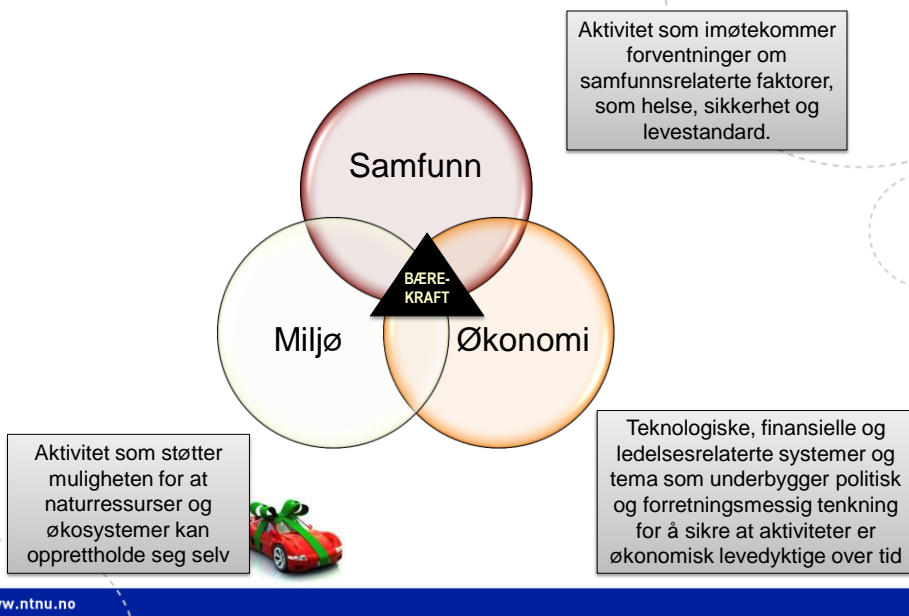 Aktivitet som imøtekommer
forventninger om
samfunnsrelaterte faktorer,
som helse, sikkerhet og
levestandard.
Samfunn
BÆRE-
KRAFT
Miljø
Økonomi
Aktivitet som støtter
muligheten for at
naturressurser og
økosystemer kan
opprettholde seg selv
Teknologiske, finansielle og
ledelsesrelaterte systemer og
tema som underbygger politisk
og forretningsmessig tenkning
for å sikre at aktiviteter er
økonomisk levedyktige over tid
w.ntnu.no